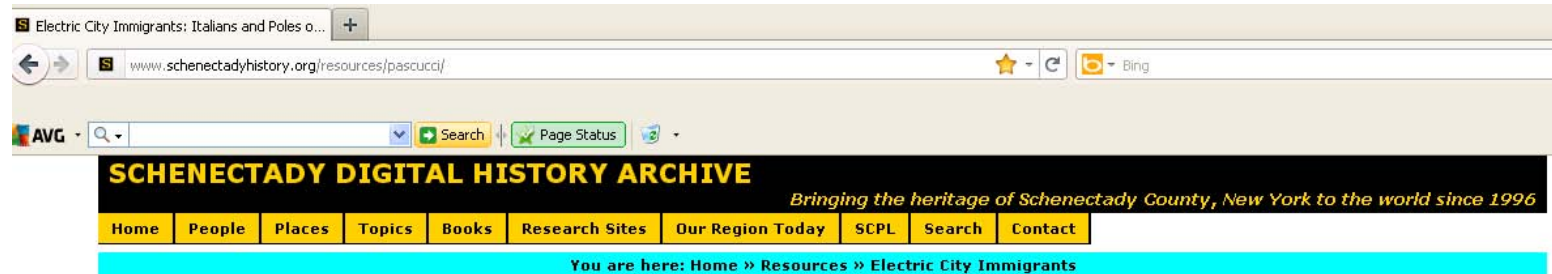 Electric City Immigrants: Italians and Poles o...
www.schenectadyhistory.org/resources/pascucci/
Bing
AVG Search Page Status
SCHENECTADY DIGITAL HISTORY ARCHIVE
Bringing the heritage of Schenectady County, New York to the world since 1996
Home People Places Topics Books Research Sites Our Region Today SCPL Search Contact
You are here: Home » Resources » Electric City Immigrants